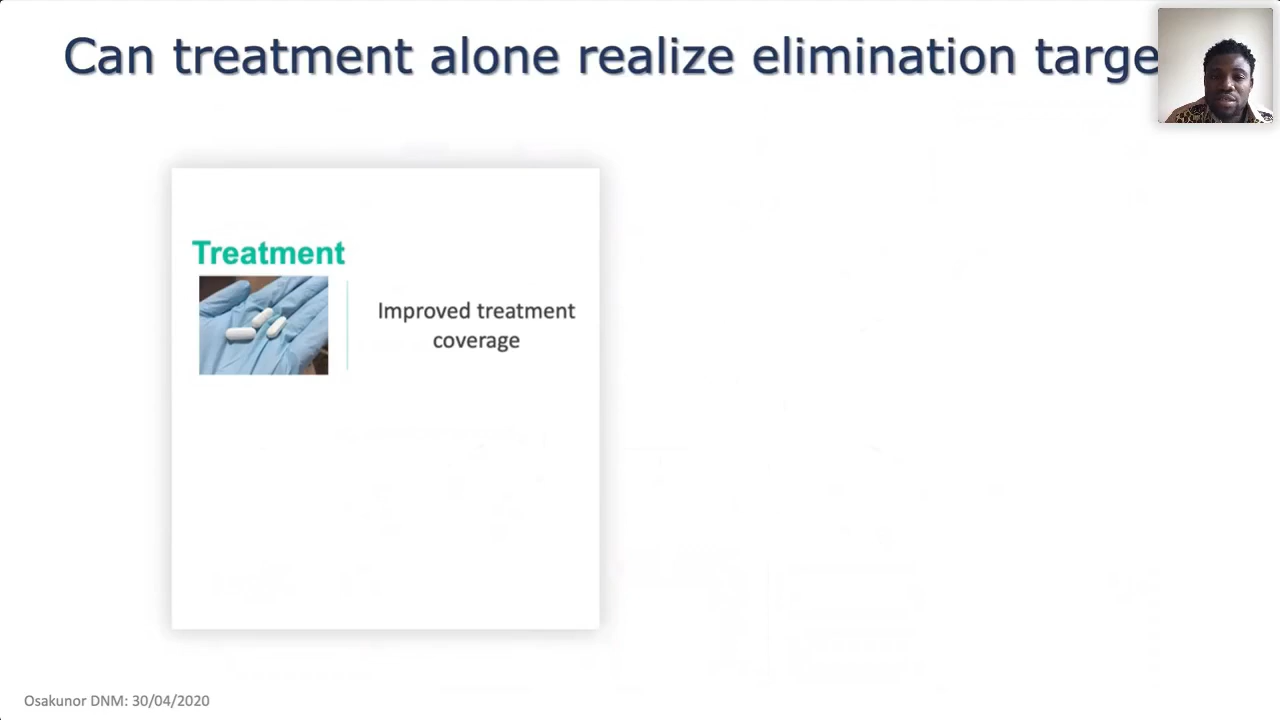 Can treatment alone realize elimination targe
Treatment
Improved treatment
coverage
Osakunor DNM: 30/04/2020